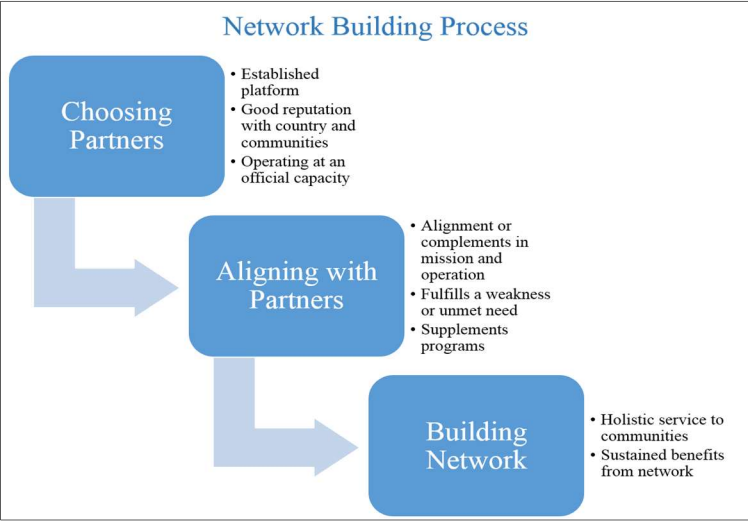 Network Building Process
Choosing
Partners
• Established
platform
• Good reputation
with country and
communities
• Operating at an
official capacity
Aligning with
Partners
• Alignment or
complements in
mission and
operation
• Fulfills a weakness
or unmet need
• Supplements
programs
Building
Network
• Holistic service to
communities
• Sustained benefits
from network